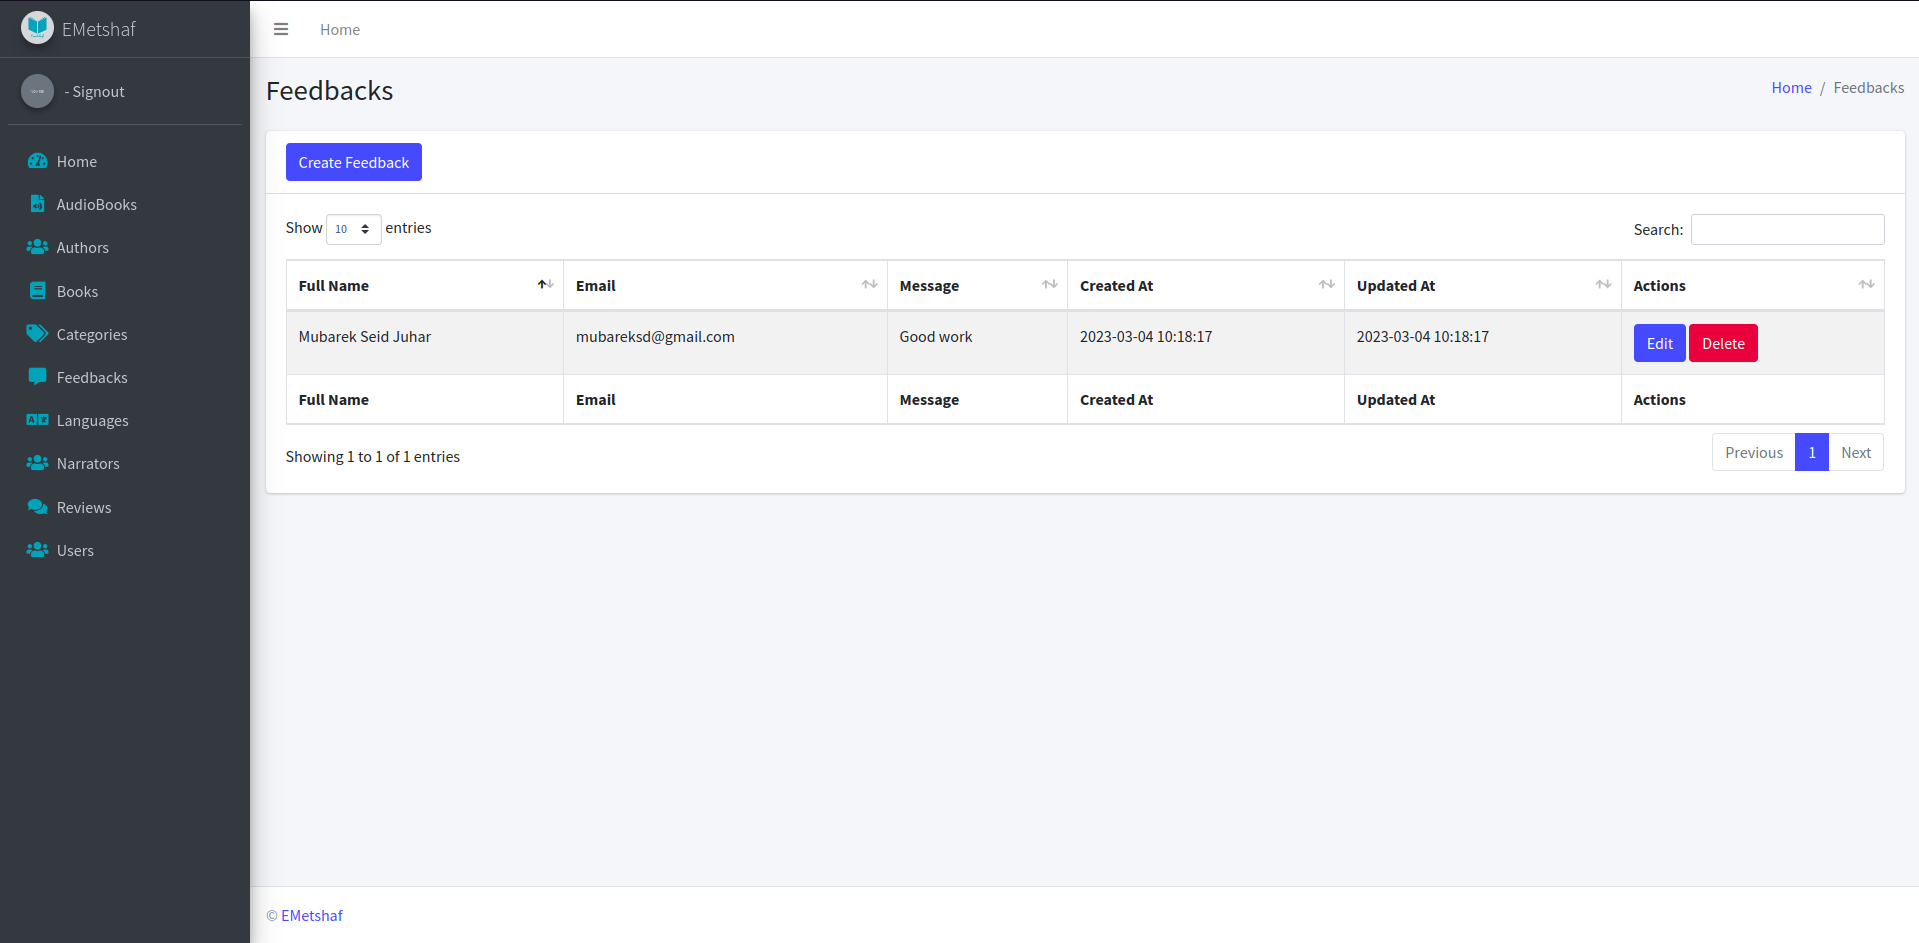 EMetshaf
- Signout
Home
AudioBooks
Authors
Books
Categories
Feedbacks
Languages
Narrators
Reviews
Users
Home
Feedbacks
Home / Feedbacks
Create Feedback
Show 10 entries
Search:
Full Name Email Message Created At Updated At Actions
Mubarek Seid Juhar mubareksd@gmail.com Good work 2023-03-04 10:18:17 2023-03-04 10:18:17 Edit Delete
Full Name Email Message Created At Updated At Actions
Showing 1 to 1 of 1 entries
Previous 1 Next
© EMetshaf